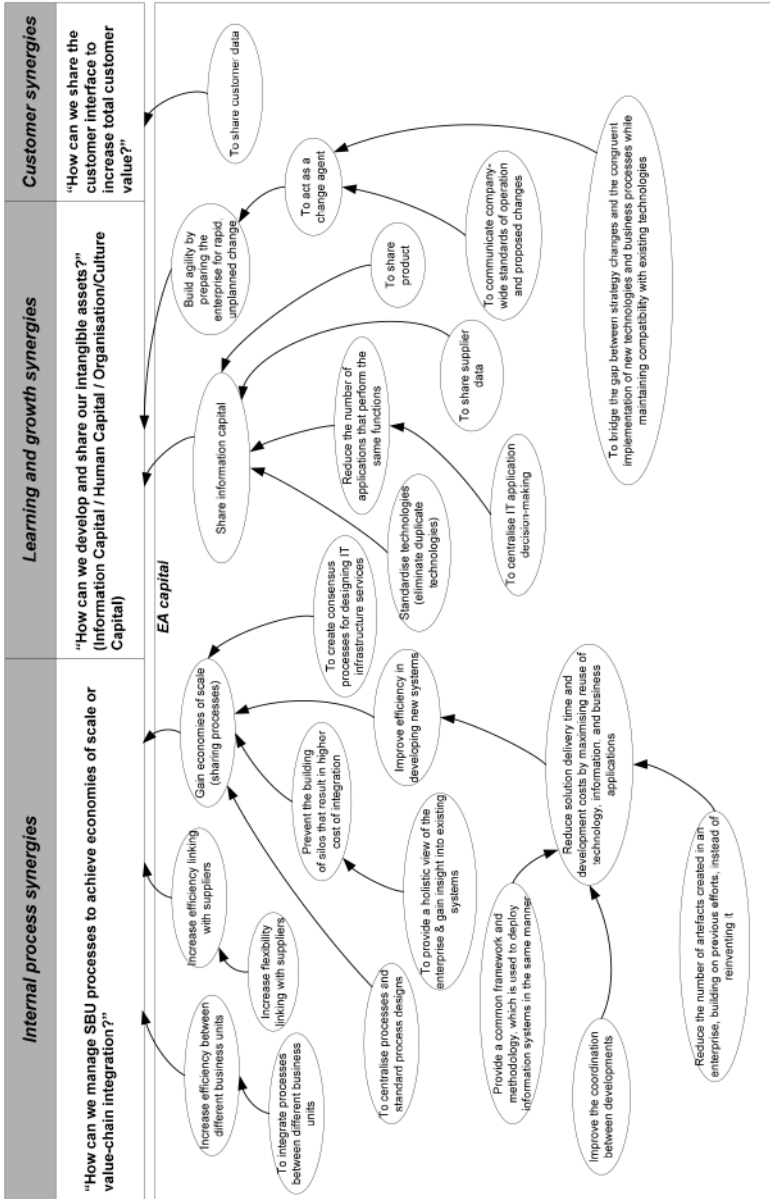 Internal process synergies
Learning and growth synergies
Customer synergies
"How can we manage SBU processes to achieve economies of scale or
value-chain integration?"
"How can we develop and share our intangible assets?"
(Information Capital / Human Capital / Organisation/Culture
Capital)
"How can we share the
customer interface to
increase total customer
value?"
EA capital
Increase efficiency between
different business units
To integrate processes
between different business
units
Increase efficiency linking
with suppliers
Increase flexibility
linking with suppliers
Gain economies of scale
(sharing processes)
To centralise processes and
standard process designs
Prevent the building
of silos that result in higher
cost of integration
To provide a holistic view of the
enterprise & gain insight into existing
systems
Improve efficiency in
developing new systems
To create consensus
processes for designing IT
infrastructure services
Provide a common framework and
methodology, which is used to deploy
information systems in the same manner
Improve the coordination
between developments
Reduce solution delivery time and
development costs by maximising reuse of
technology, information, and business
applications
Reduce the number of artefacts created in an
enterprise, building on previous efforts, instead of
reinventing it
Share information capital
Standardise technologies
(eliminate duplicate
technologies)
Reduce the number of
applications that perform the
same functions
To centralise IT application
decision-making
To share supplier
data
To share
product
Build agility by
preparing the
enterprise for rapid,
unplanned change
To act as a
change agent
To communicate company-
wide standards of operation
and proposed changes
To bridge the gap between strategy changes and the congruent
implementation of new technologies and business processes while
maintaining compatibility with existing technologies
To share customer data